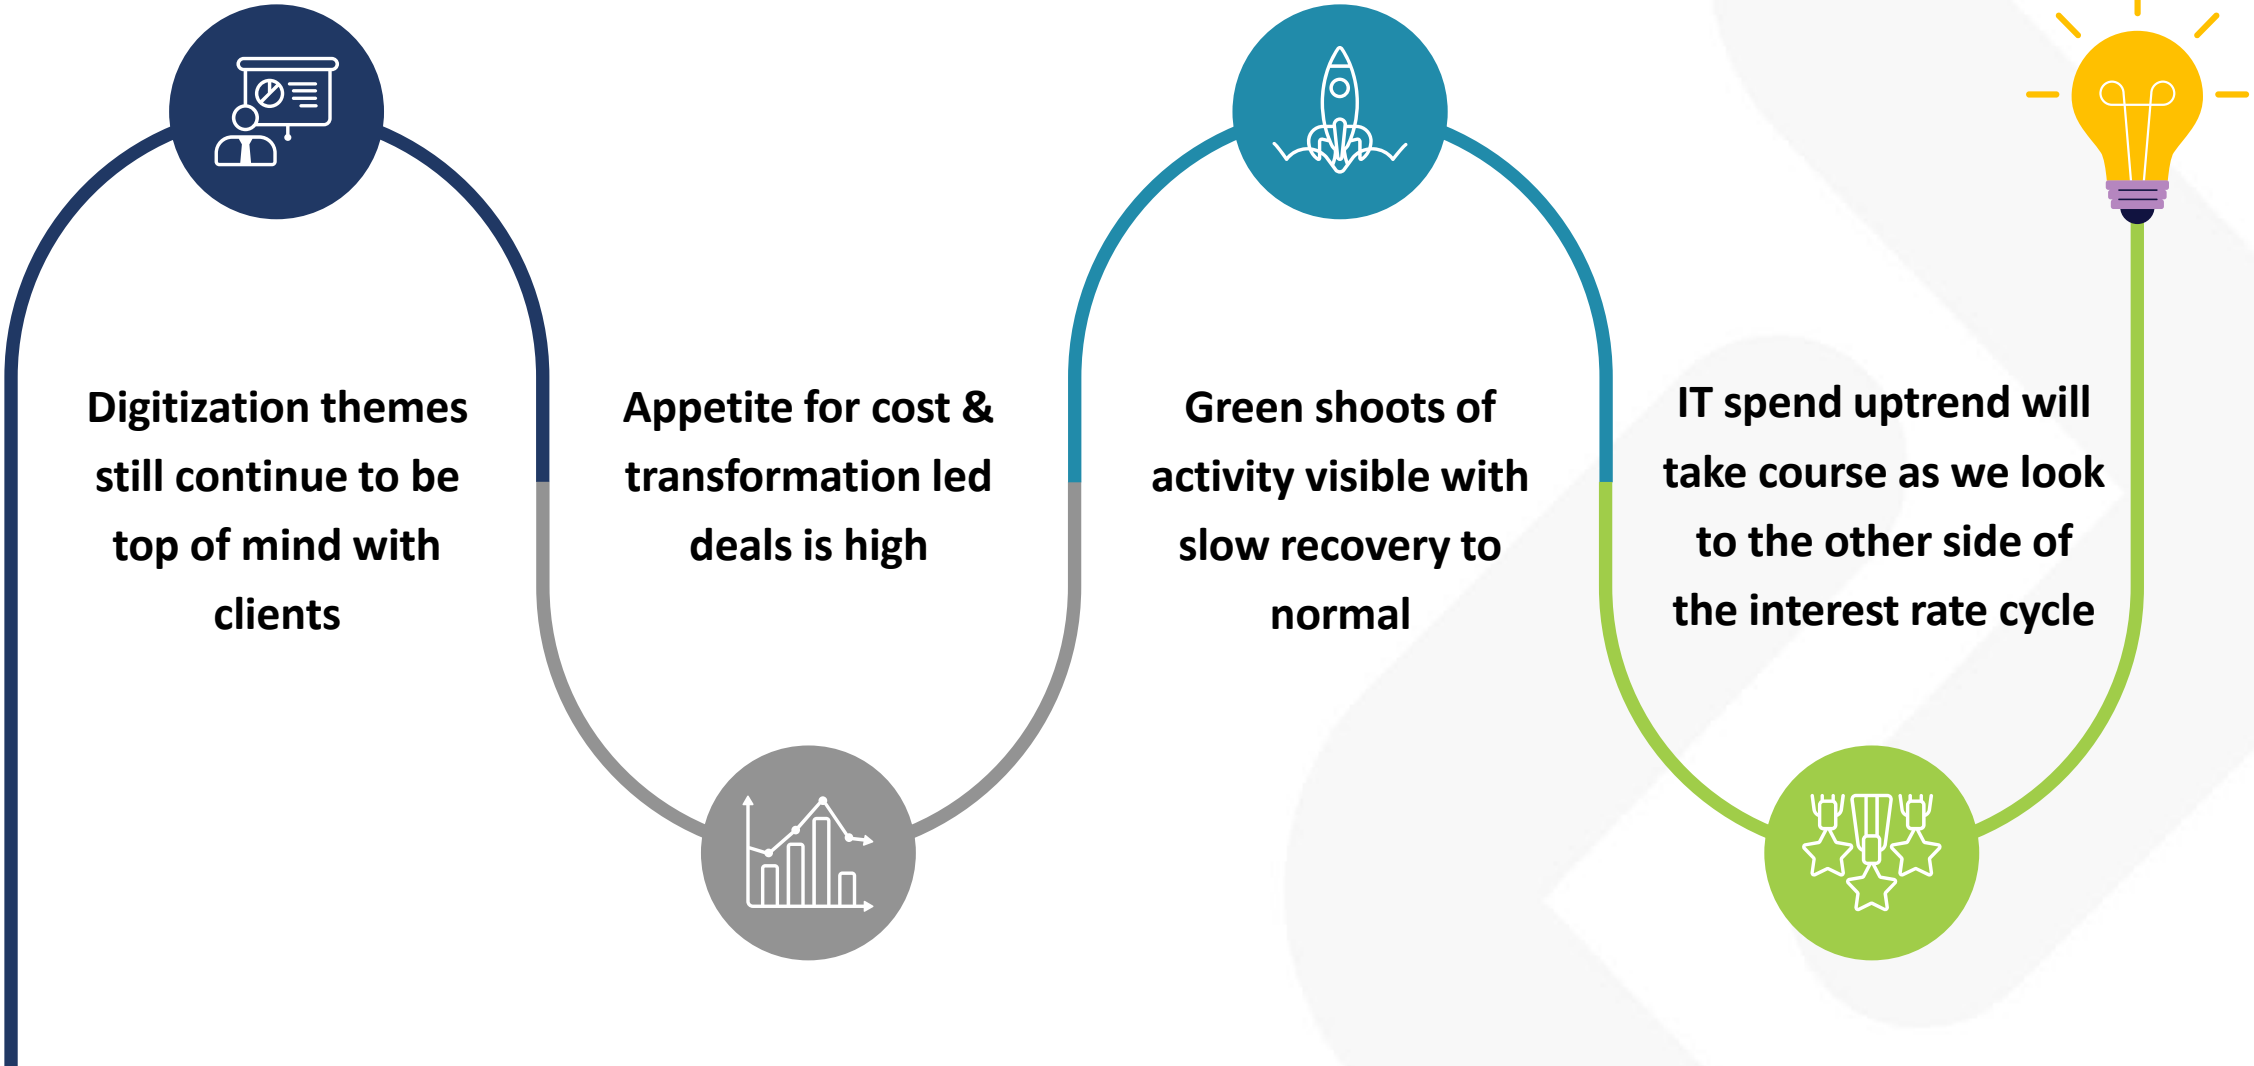 Digitization themes
still continue to be
top of mind with
clients
Appetite for cost &
transformation led
deals is high
Green shoots of
activity visible with
slow recovery to
normal
IT spend uptrend will
take course as we look
to the other side of
the interest rate cycle